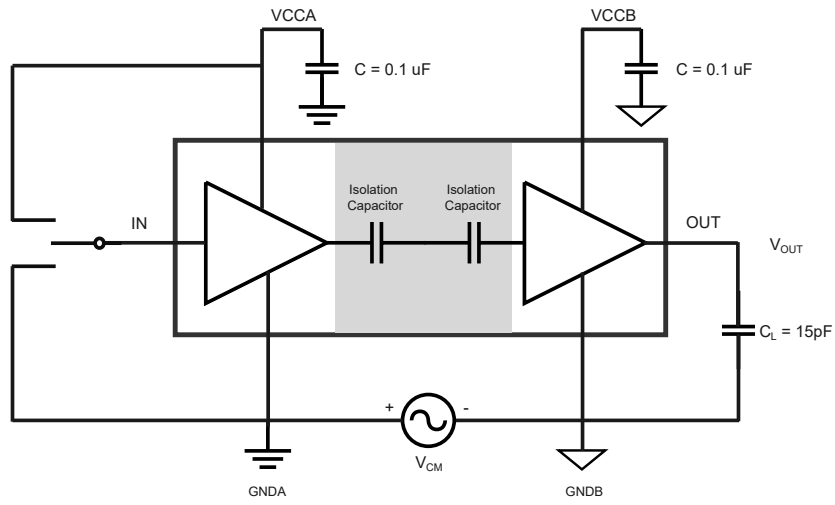 VCCA
VCCB
C = 0.1 uF
C = 0.1 uF
Isolation
Capacitor
Isolation
Capacitor
IN
OUT
VOUT
CL = 15pF
+
-
VCM
GNDA
GNDB